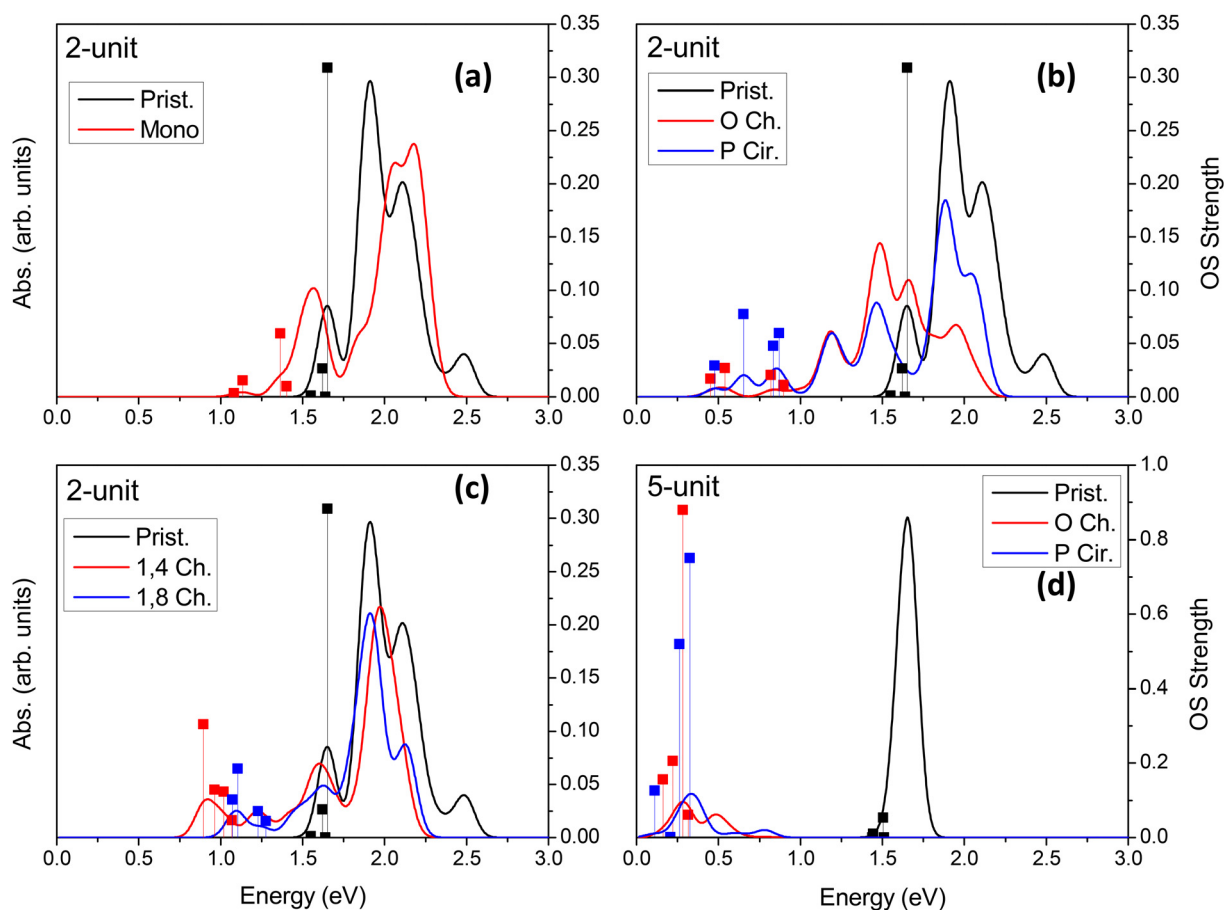 2-unit
(a)
Prist.
Mono
Abs. (arb. units)
0.0 0.5 1.0 1.5 2.0 2.5 3.0
0.00
0.05
0.10
0.15
0.20
0.25
0.30
0.35
2-unit
(b)
Prist.
O Ch.
P Cir.
0.0 0.5 1.0 1.5 2.0 2.5 3.0
0.35
0.30
0.25
0.20
0.15
0.10
0.05
0.00
OS Strength
2-unit
(c)
Prist.
1,4 Ch.
1,8 Ch.
Abs. (arb. units)
0.35
0.30
0.25
0.20
0.15
0.10
0.05
0.00
0.0 0.5 1.0 1.5 2.0 2.5 3.0
Energy (eV)
5-unit
Prist.
O Ch.
P Cir.
(d)
1.0
0.8
0.6
0.4
0.2
0.0
OS Strength
0.0 0.5 1.0 1.5 2.0 2.5 3.0
Energy (eV)